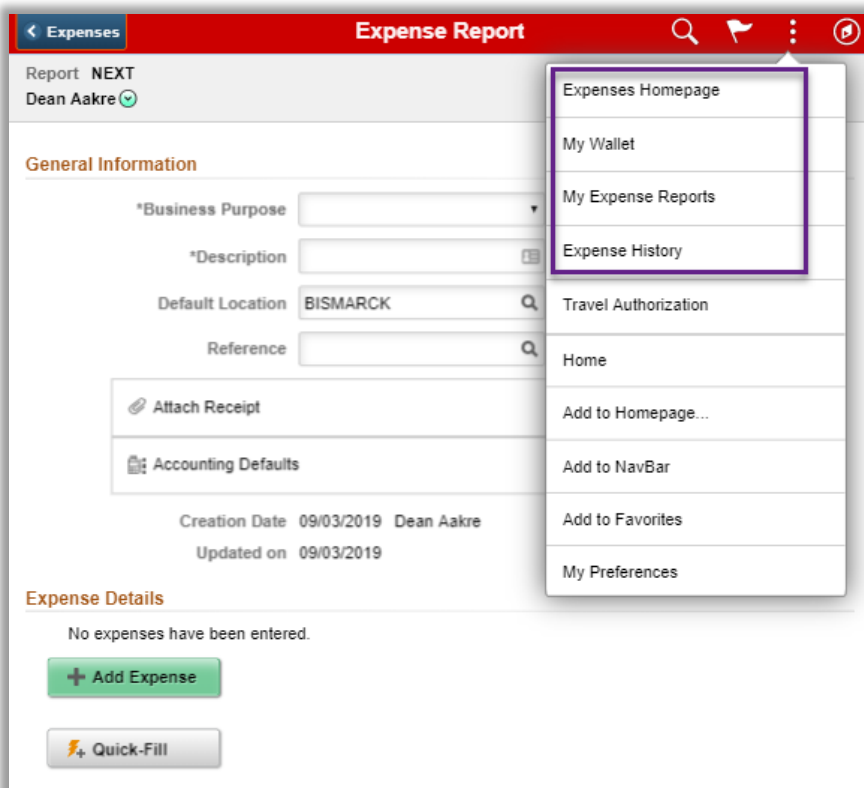 Expenses
Expense Report
Report NEXT
Dean Aakre
General Information
*Business Purpose
*Description
Default Location BISMARCK
Reference
Attach Receipt
Accounting Defaults
Creation Date 09/03/2019 Dean Aakre
Updated on 09/03/2019
Expense Details
No expenses have been entered.
Add Expense
Quick-Fill
Expenses Homepage
My Wallet
My Expense Reports
Expense History
Travel Authorization
Home
Add to Homepage...
Add to NavBar
Add to Favorites
My Preferences